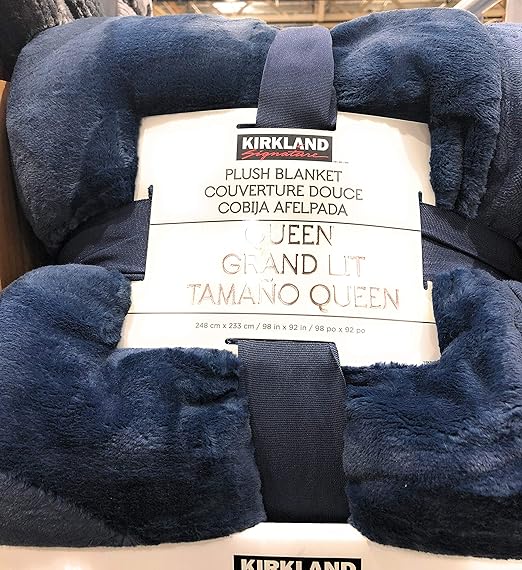 KIRKLAND
Signature
PLUSH BLANKET
COUVERTURE DOUCE
COBIJA AFELPADA
QUEEN
GRAND LIT
TAMAÑO QUEEN
248 cm x 233 cm / 98 in x 92 in / 98 po x 92 po
KIRKLAND